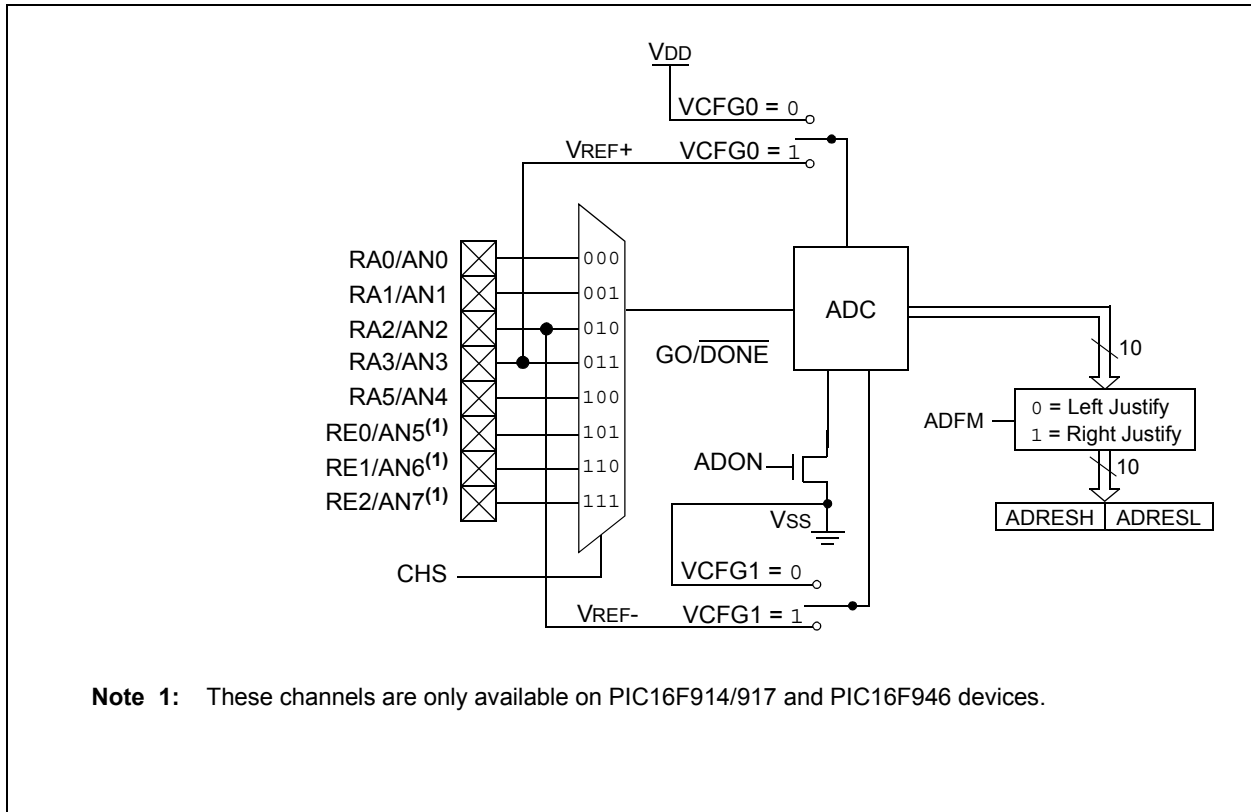 VDD
VCFG0 = 0
VREF+ VCFG0 = 1
RA0/AN0 000
RA1/AN1 001
RA2/AN2 010
RA3/AN3 011
RA5/AN4 100
RE0/AN5(1) 101
RE1/AN6(1) 110
RE2/AN7(1) 111
CHS
ADC
GO/DONE
10
ADFM
0 = Left Justify
1 = Right Justify
10
ADRESH ADRESL
ADON
VSS
VCFG1 = 0
VREF- VCFG1 = 1
Note 1: These channels are only available on PIC16F914/917 and PIC16F946 devices.